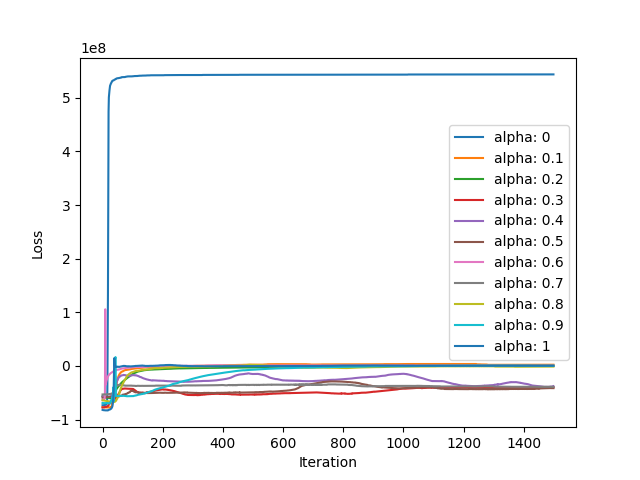 1e8
5
4
3
2
1
0
−1
Loss
0
200
400
600
800
1000
1200
1400
Iteration
alpha: 0
alpha: 0.1
alpha: 0.2
alpha: 0.3
alpha: 0.4
alpha: 0.5
alpha: 0.6
alpha: 0.7
alpha: 0.8
alpha: 0.9
alpha: 1